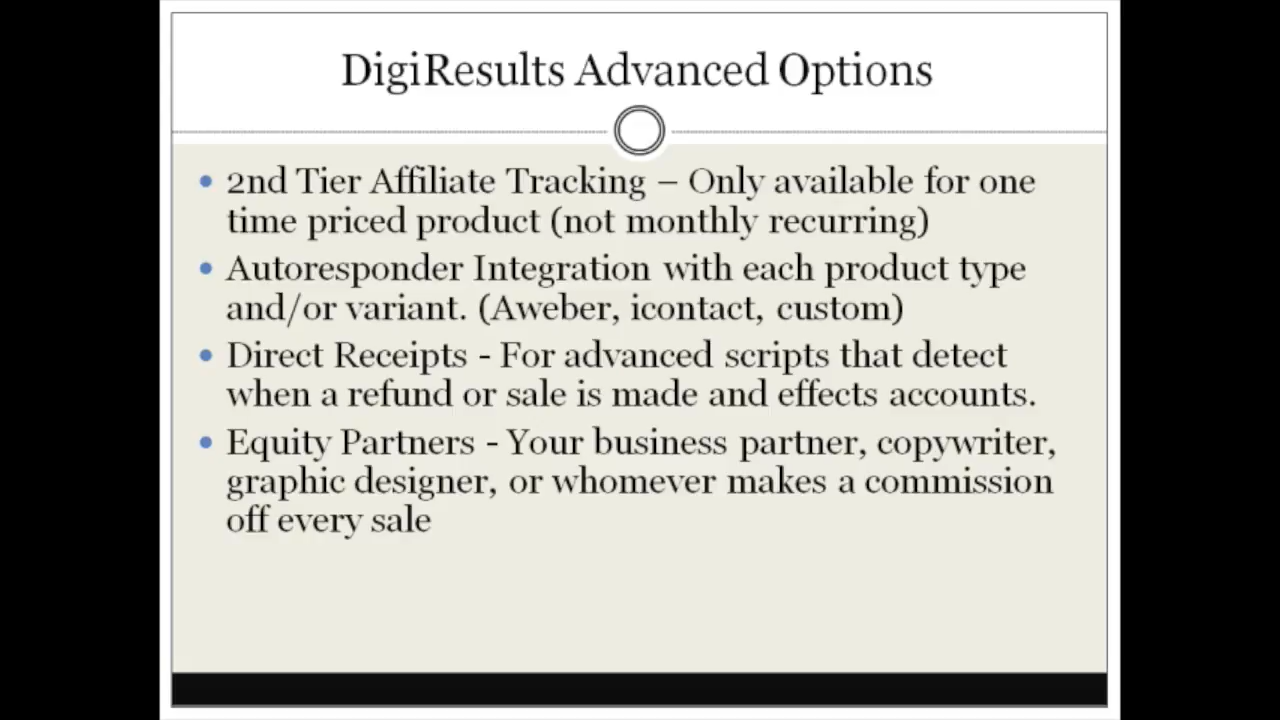 DigiResults Advanced Options
• 2nd Tier Affiliate Tracking – Only available for one
time priced product (not monthly recurring)
• Autoresponder Integration with each product type
and/or variant. (Aweber, icontact, custom)
• Direct Receipts - For advanced scripts that detect
when a refund or sale is made and effects accounts.
• Equity Partners - Your business partner, copywriter,
graphic designer, or whomever makes a commission
off every sale